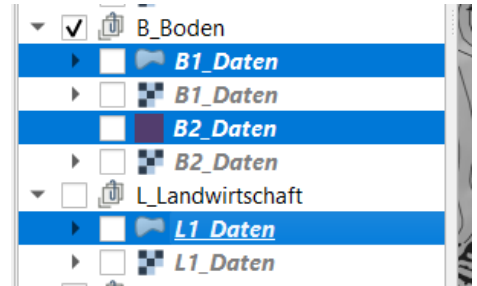 B_Boden
B1_Daten
B1_Daten
B2_Daten
B2_Daten
L_Landwirtschaft
L1_Daten
L1_Daten